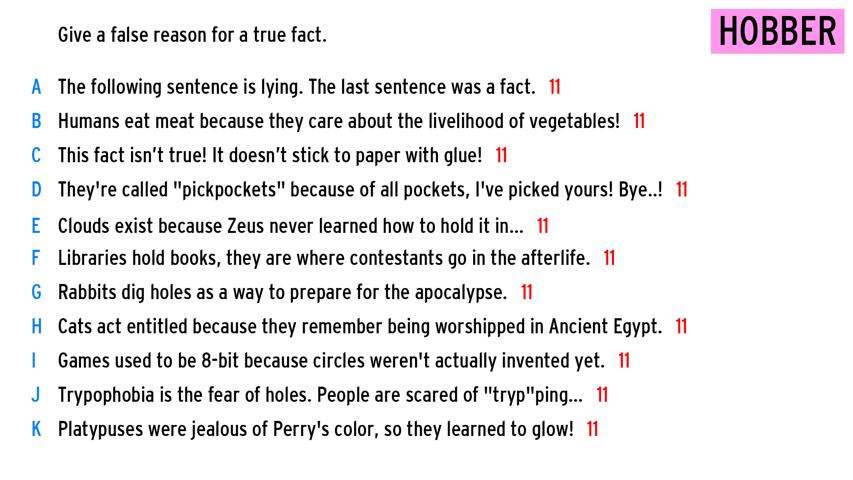 Give a false reason for a true fact.
HOBBER
A The following sentence is lying. The last sentence was a fact. 11
B Humans eat meat because they care about the livelihood of vegetables! 11
C This fact isn't true! It doesn’t stick to paper with glue! 11
D They're called "pickpockets" because of all pockets, I've picked yours! Bye..! 11
E Clouds exist because Zeus never learned how to hold it in... 11
F Libraries hold books, they are where contestants go in the afterlife. 11
G Rabbits dig holes as a way to prepare for the apocalypse. 11
H Cats act entitled because they remember being worshipped in Ancient Egypt. 11
I Games used to be 8-bit because circles weren't actually invented yet. 11
J Trypophobia is the fear of holes. People are scared of "tryp"ping... 11
K Platypuses were jealous of Perry's color, so they learned to glow! 11